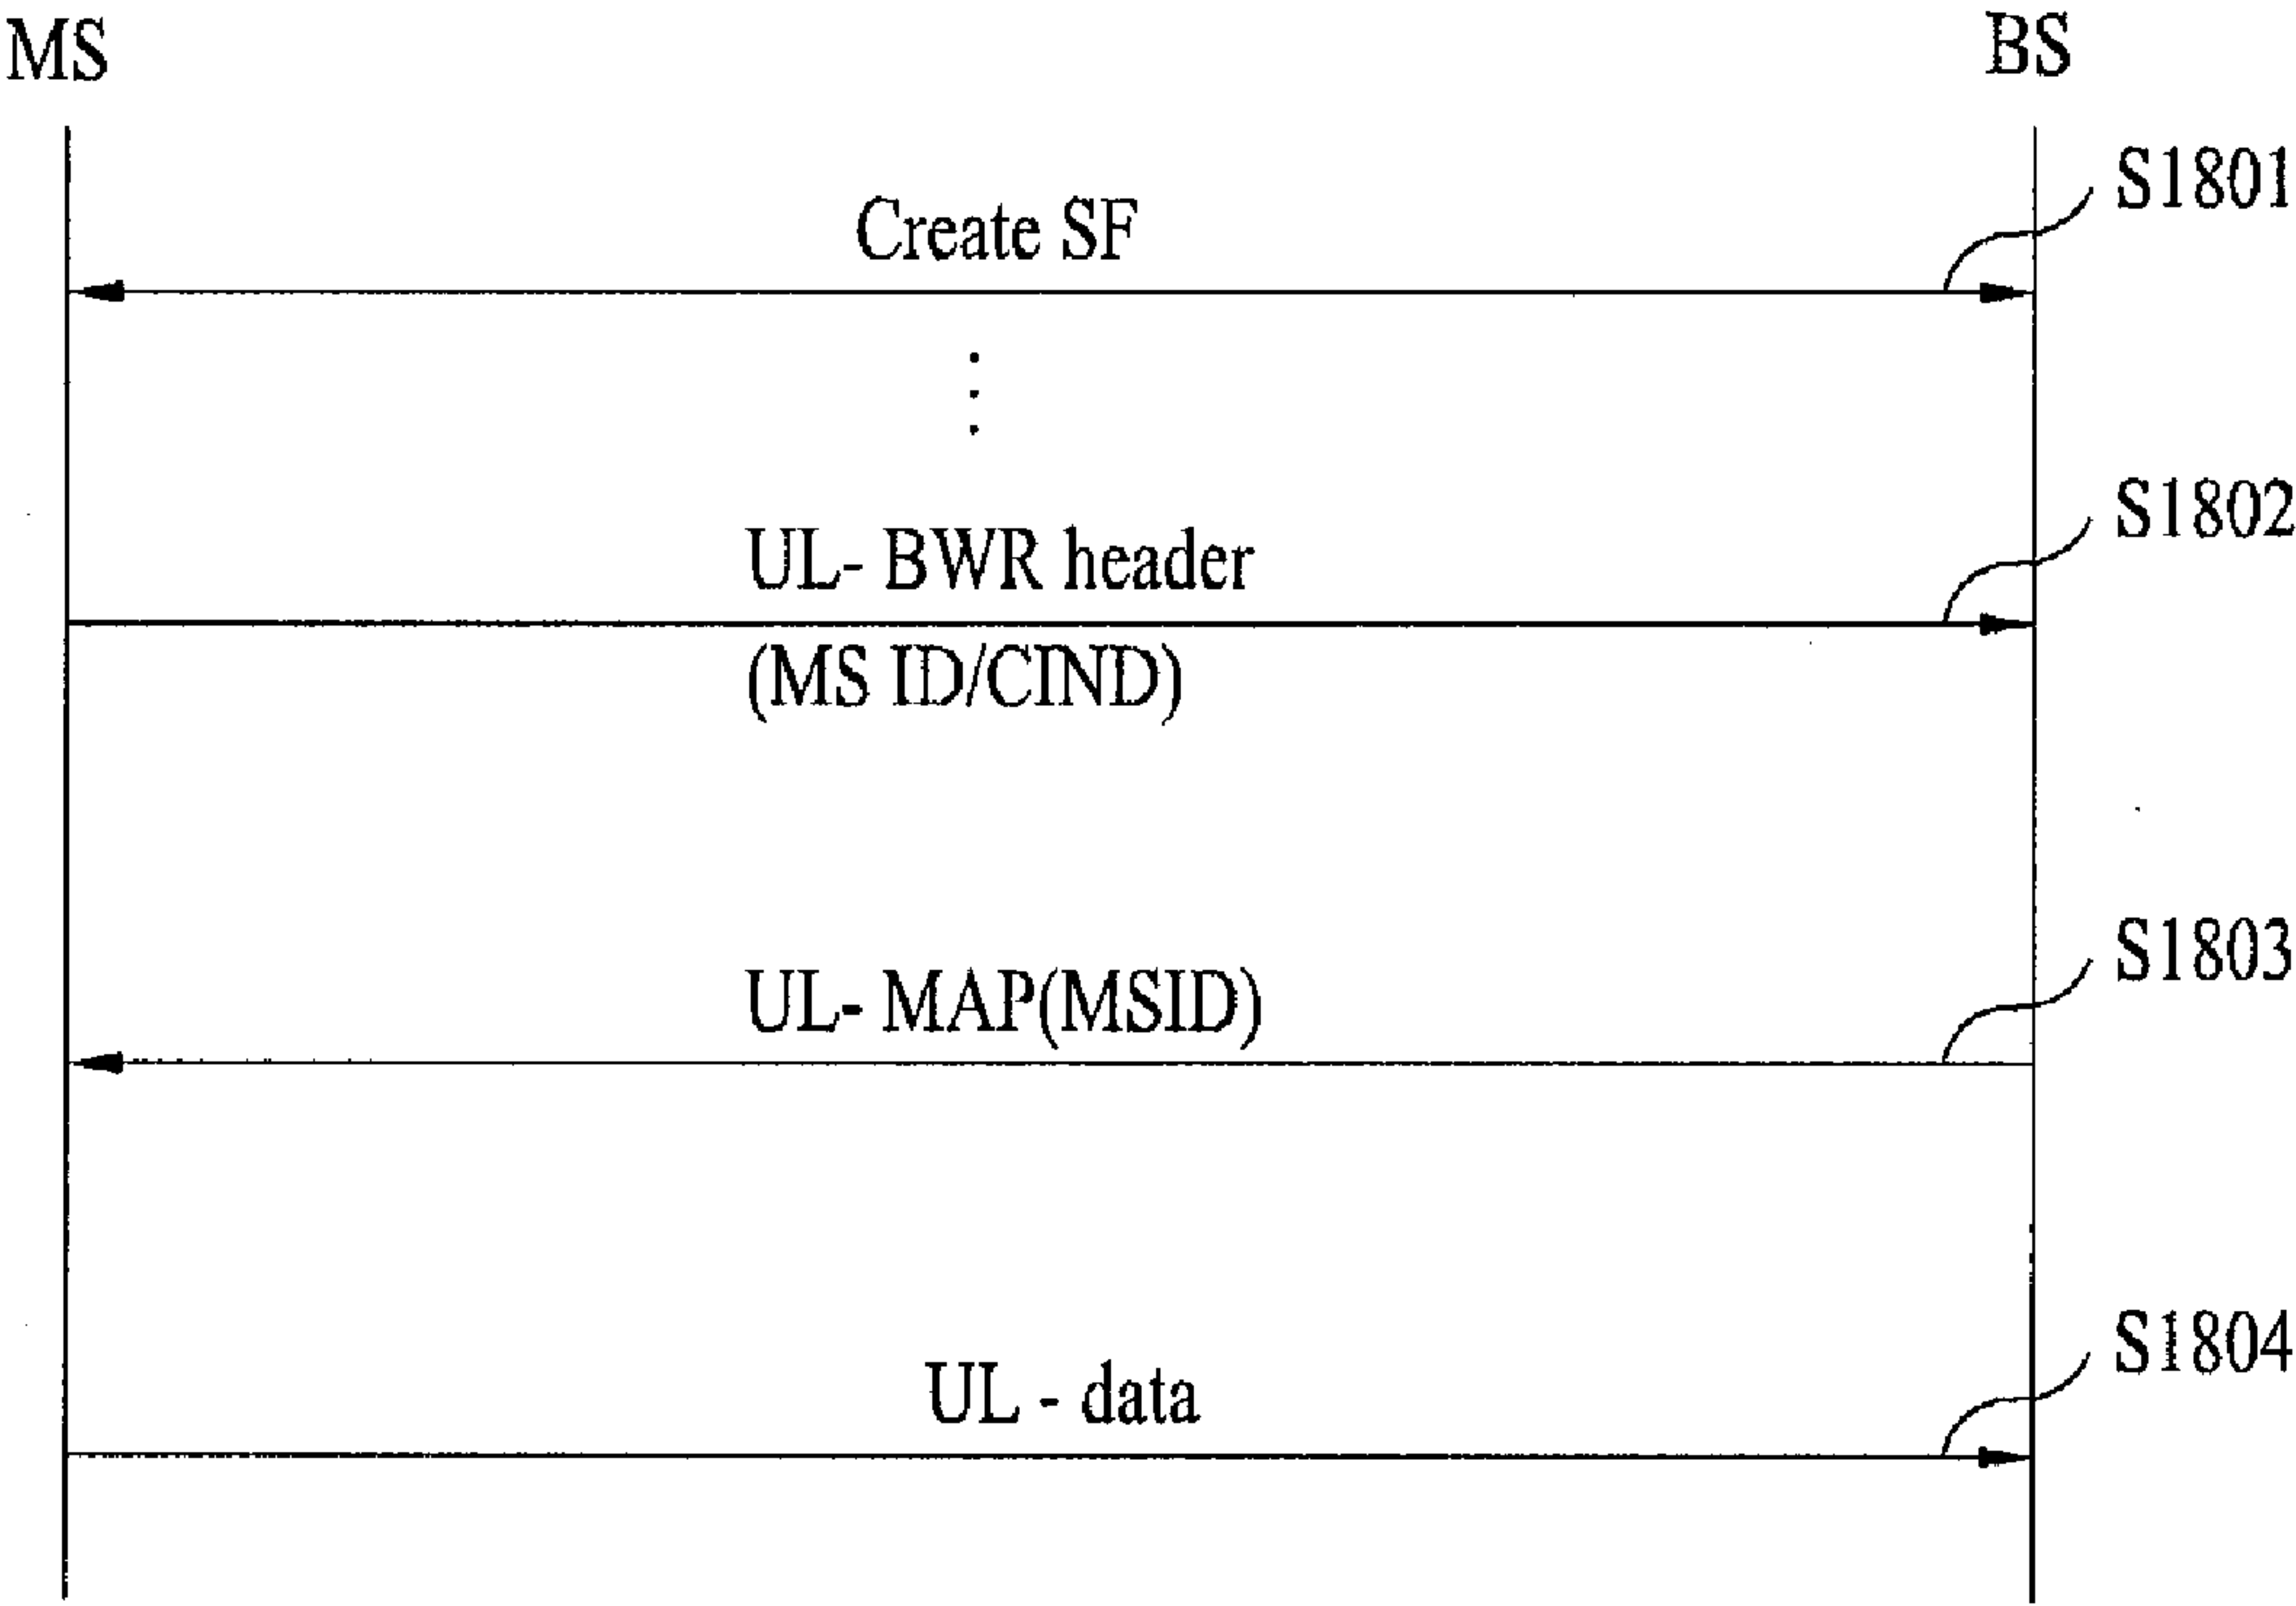 MS
BS
S1801
Create SF
S1802
UL- BWR header
(MS ID/CIND)
S1803
UL- MAP(MSID)
S1804
UL - data